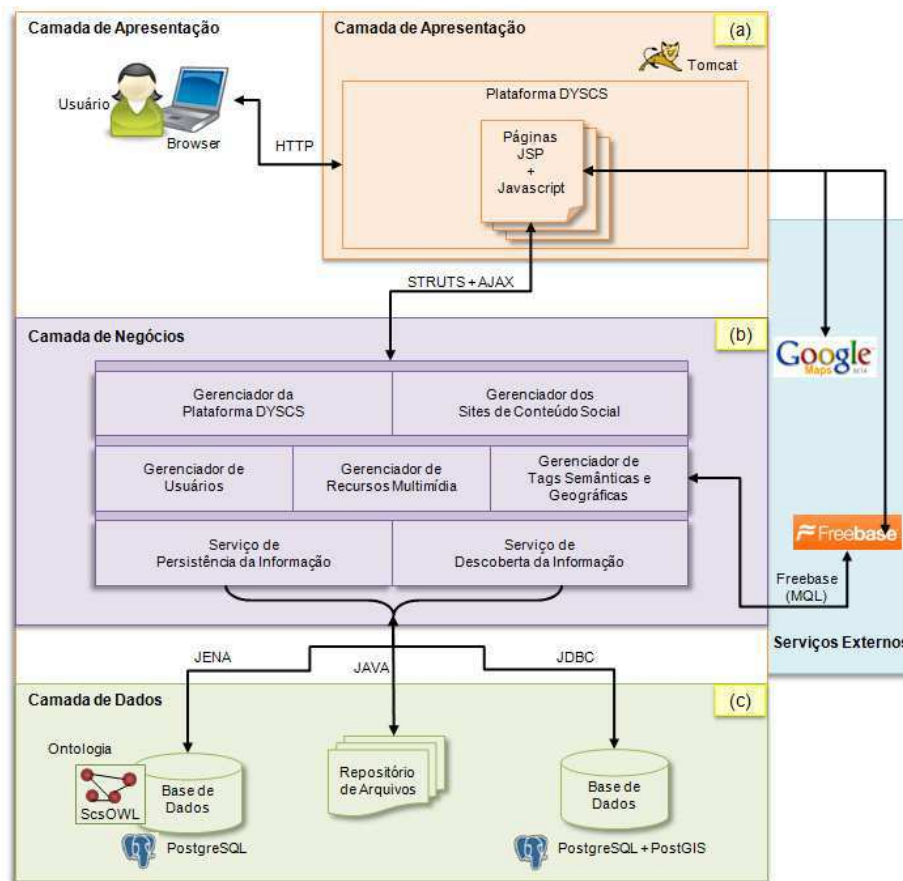 Camada de Apresentação
Camada de Apresentação
(a)
Tomcat
Usuário
Browser
HTTP
Plataforma DYSCS
Páginas
JSP
+
Javascript
STRUTS + AJAX
Camada de Negócios
(b)
Gerenciador da
Plataforma DYSCS
Gerenciador dos
Sites de Conteúdo Social
Gerenciador de
Usuários
Gerenciador de
Recursos Multimídia
Gerenciador de
Tags Semânticas e
Geográficas
Serviço de
Persistência da Informação
Serviço de
Descoberta da Informação
Google
Maps BETA
Freebase
Freebase
(MQL)
Serviços Externos
JENA
JAVA
JDBC
Camada de Dados
(c)
Ontologia
ScsOWL
Base de
Dados
PostgreSQL
Repositório
de Arquivos
Base de
Dados
PostgreSQL + PostGIS